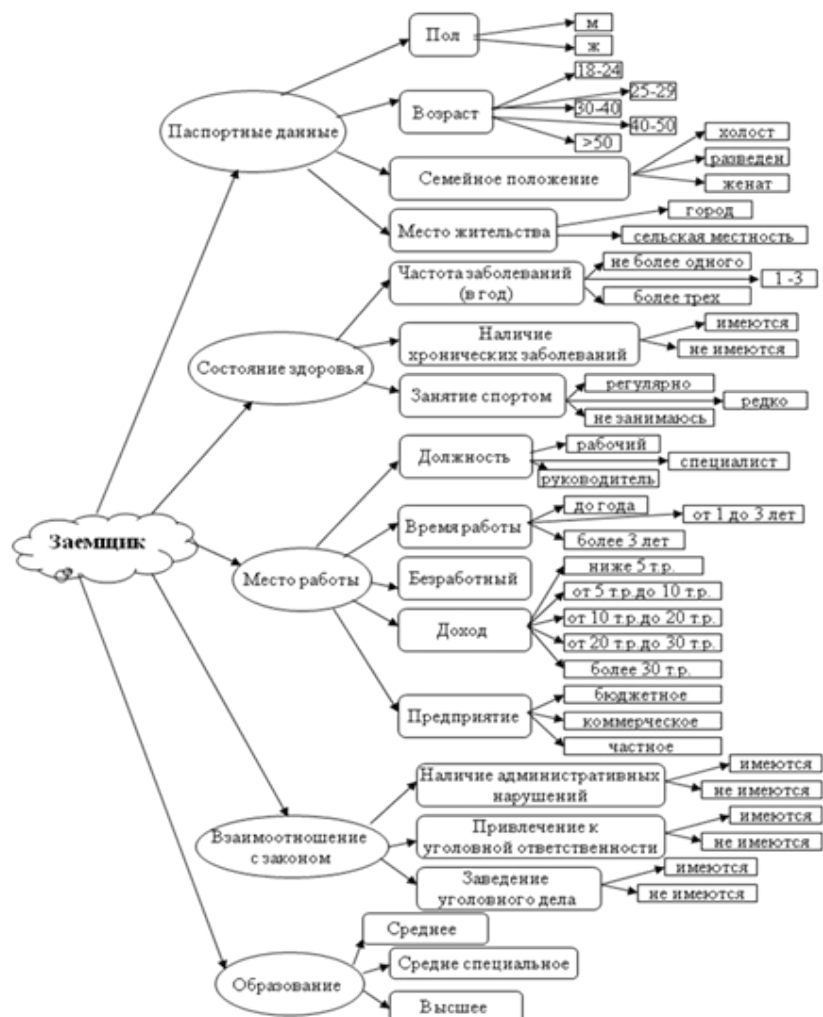 Пол
м
ж
18-24
25-29
Возраст
30-40
40-50
>50
Паспортные данные
холост
разведен
Семейное положение
женат
город
Место жительства
сельская местность
не более одного
Частота заболеваний
(в год)
1 -3
более трех
имеются
Наличие
хронических заболеваний
не имеются
Состояние здоровья
регулярно
Занятие спортом
редко
не занимаюсь
рабочий
Должность
специалист
руководитель
до года
Время работы
от 1 до 3 лет
более 3 лет
Заемщик
Место работы
Безработный
ниже 5 т.р.
от 5 т.р.до 10 т.р.
Доход
от 10 т.р.до 20 т.р.
от 20 т.р.до 30 т.р.
более 30 т.р.
бюджетное
Предприятие
коммерческое
частное
Наличие административных
нарушений
имеются
не имеются
Взаимоотношение
с законом
Привлечение к
уголовной ответственности
имеются
не имеются
Заведение
уголовного дела
имеются
не имеются
Среднее
Образование
Средне специальное
Высшее